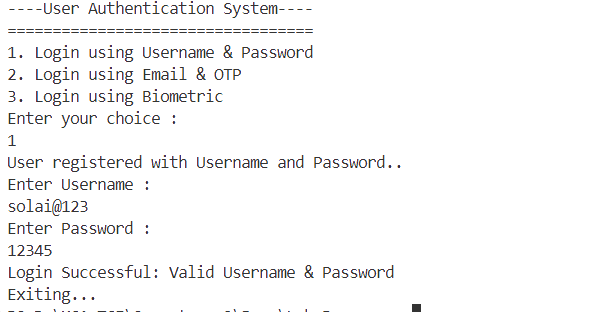 ----User Authentication System----
==================================
1. Login using Username & Password
2. Login using Email & OTP
3. Login using Biometric
Enter your choice :
1
User registered with Username and Password..
Enter Username :
solai@123
Enter Password :
12345
Login Successful: Valid Username & Password
Exiting...